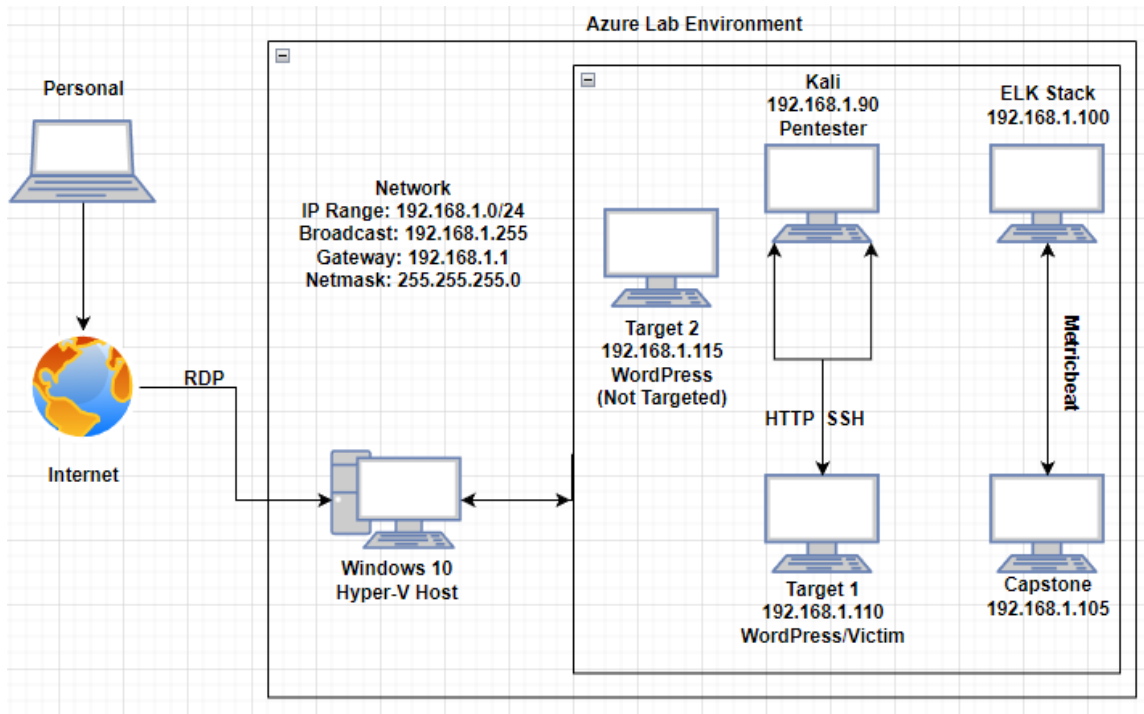 Azure Lab Environment
Personal
Network
IP Range: 192.168.1.0/24
Broadcast: 192.168.1.255
Gateway: 192.168.1.1
Netmask: 255.255.255.0
Kali
192.168.1.90
Pentester
ELK Stack
192.168.1.100
Target 2
192.168.1.115
WordPress
(Not Targeted)
Metricbeat
RDP
HTTP
SSH
Internet
Windows 10
Hyper-V Host
Target 1
192.168.1.110
WordPress/Victim
Capstone
192.168.1.105